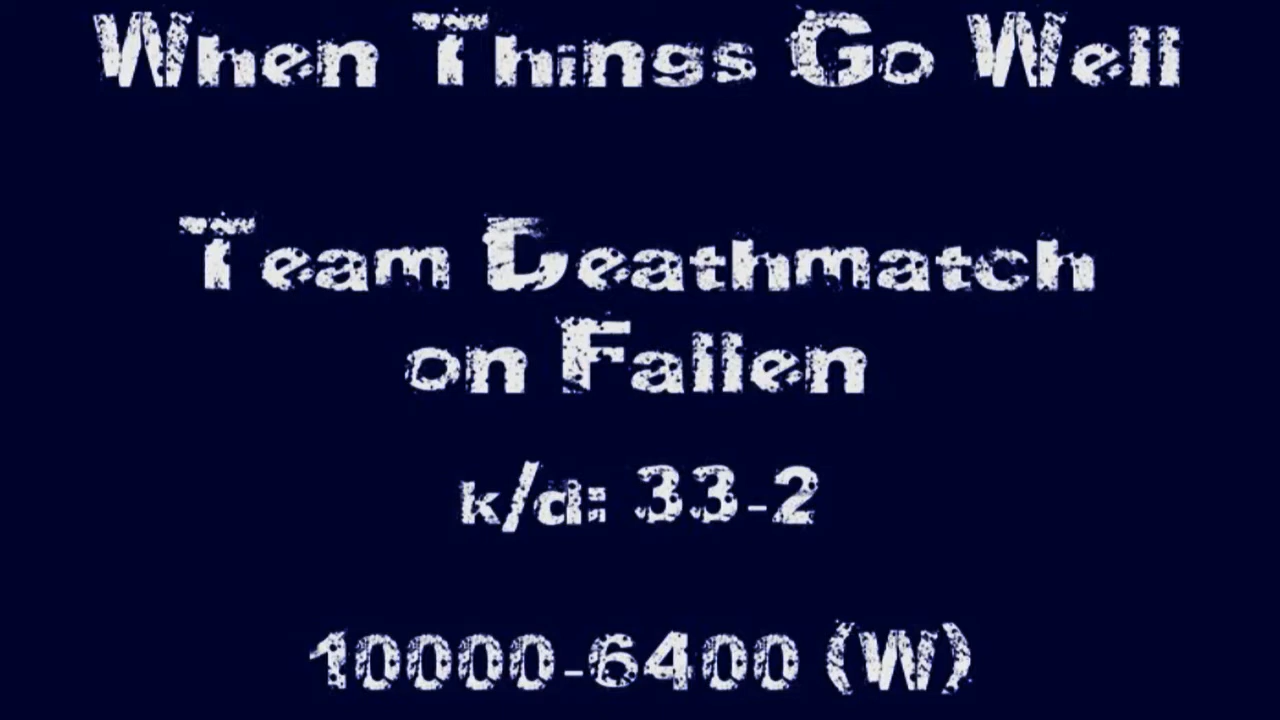 When Things Go Well
Team Deathmatch
on Fallen
k/d: 33-2
10000-6400 (W)